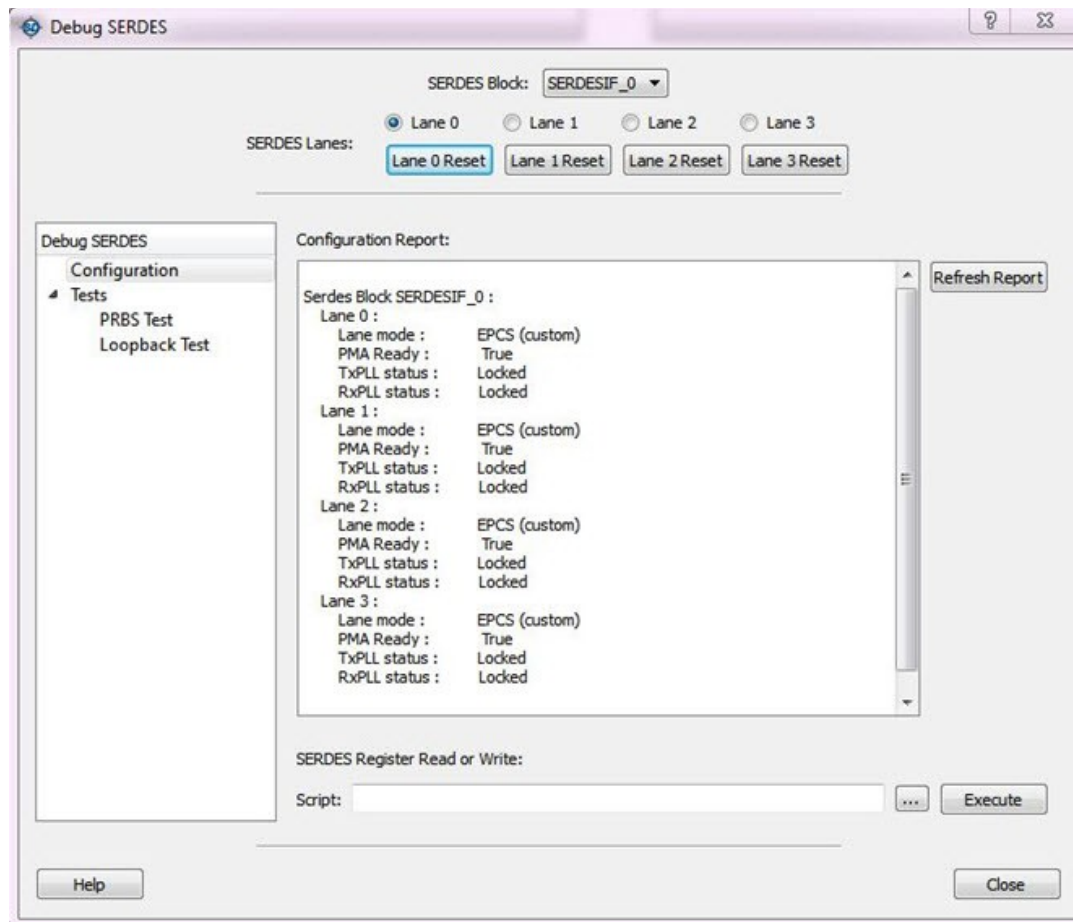 Debug SERDES
SERDES Block: SERDESIF_0
SERDES Lanes:
Lane 0 Lane 1 Lane 2 Lane 3
Lane 0 Reset Lane 1 Reset Lane 2 Reset Lane 3 Reset
Debug SERDES
Configuration
Tests
PRBS Test
Loopback Test
Configuration Report:
Refresh Report
Serdes Block SERDESIF_0 :
Lane 0 :
Lane mode : EPCS (custom)
PMA Ready : True
TxPLL status : Locked
RxPLL status : Locked
Lane 1 :
Lane mode : EPCS (custom)
PMA Ready : True
TxPLL status : Locked
RxPLL status : Locked
Lane 2 :
Lane mode : EPCS (custom)
PMA Ready : True
TxPLL status : Locked
RxPLL status : Locked
Lane 3 :
Lane mode : EPCS (custom)
PMA Ready : True
TxPLL status : Locked
RxPLL status : Locked
SERDES Register Read or Write:
Script: ... Execute
Help Close